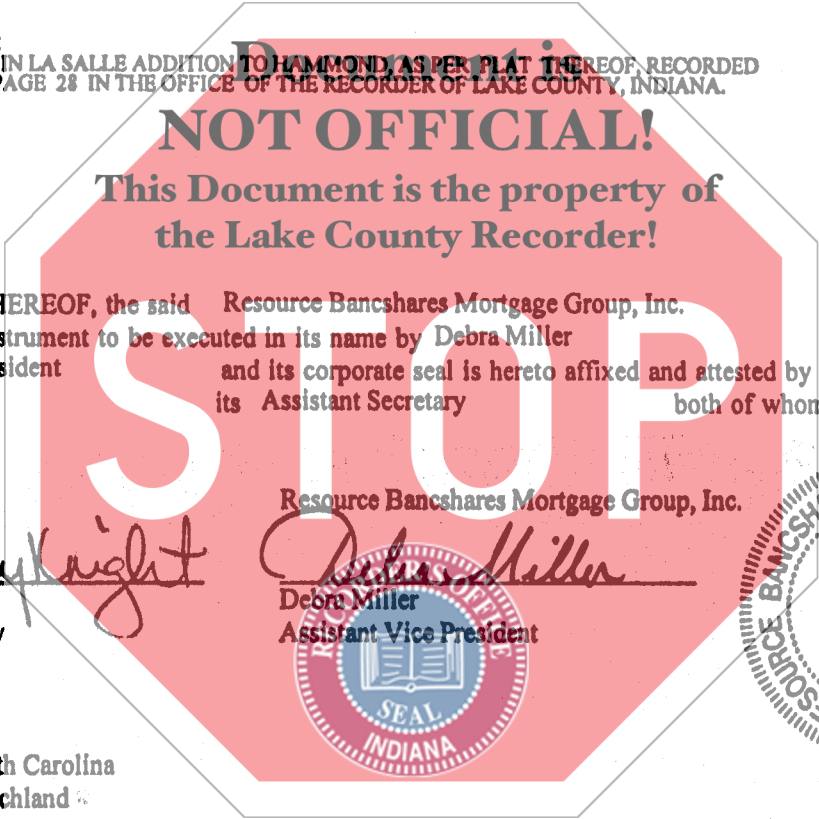 Document is
IN LA SALLE ADDITION TO HAMMOND, AS PER PLAT THEREOF, RECORDED
PAGE 28 IN THE OFFICE OF THE RECORDER OF LAKE COUNTY, INDIANA.
NOT OFFICIAL!
This Document is the property of
the Lake County Recorder!
HEREOF, the said Resource Bancshares Mortgage Group, Inc.
strument to be executed in its name by Debra Miller
sident and its corporate seal is hereto affixed and attested by
its Assistant Secretary both of whom
STOP
Resource Bancshares Mortgage Group, Inc.
y Knight Debra Miller
Debra Miller
y Assistant Vice President
RECORDER'S OFFICE
SEAL
INDIANA
ESOURCE BANCSH
th Carolina
chland